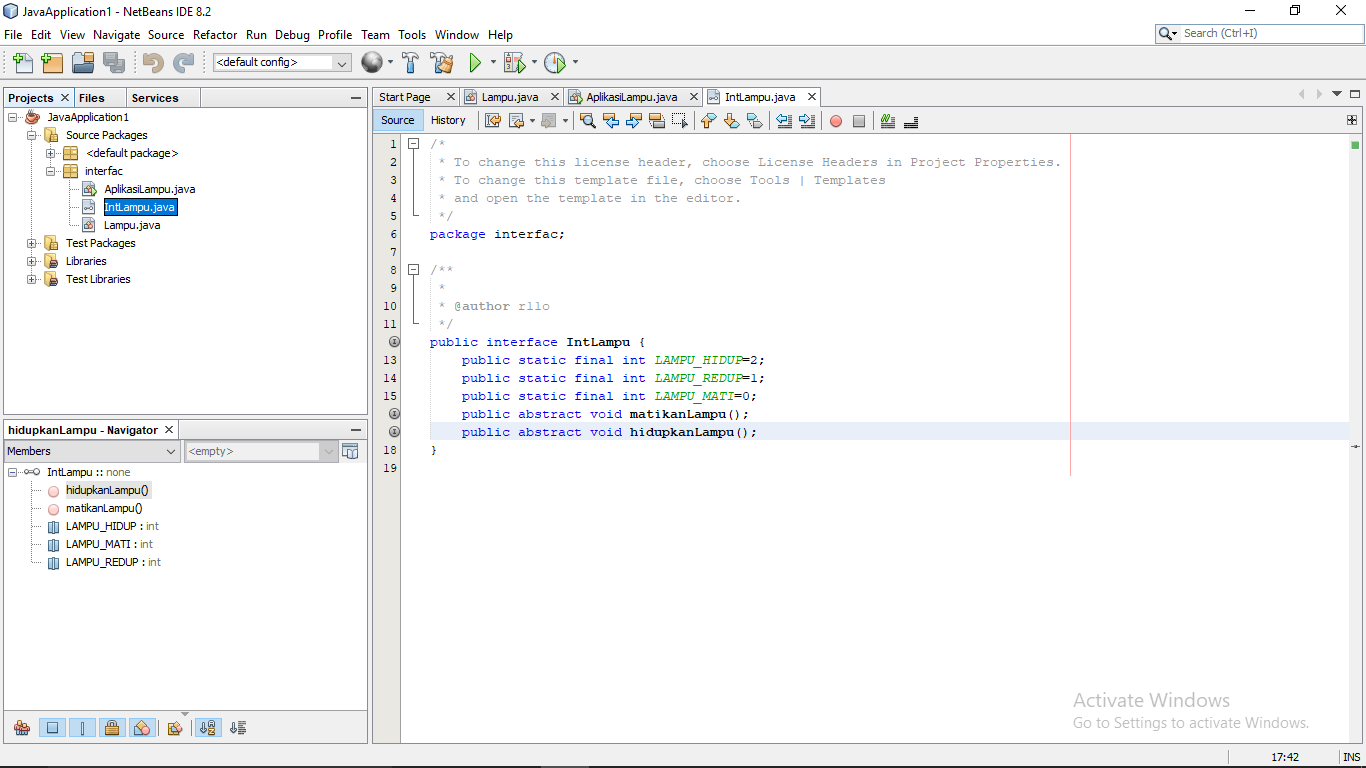 JavaApplication1 - NetBeans IDE 8.2
File Edit View Navigate Source Refactor Run Debug Profile Team Tools Window Help
Search (Ctrl+I)
<default config>
Projects Files Services
JavaApplication1
Source Packages
<default package>
interfac
AplikasiLampu.java
IntLampu.java
Lampu.java
Test Packages
Libraries
Test Libraries
hidupkanLampu - Navigator
Members <empty>
IntLampu :: none
hidupkanLampu()
matikanLampu()
LAMPU_HIDUP : int
LAMPU_MATI : int
LAMPU_REDUP : int
Start Page Lampu.java AplikasiLampu.java IntLampu.java
Source History
1 /*
2 * To change this license header, choose License Headers in Project Properties.
3 * To change this template file, choose Tools | Templates
4 * and open the template in the editor.
5 */
6 package interfac;
7
8 /**
9 *
10 * @author rllo
11 */
public interface IntLampu {
13 public static final int LAMPU_HIDUP=2;
14 public static final int LAMPU_REDUP=1;
15 public static final int LAMPU_MATI=0;
public abstract void matikanLampu();
public abstract void hidupkanLampu();
18 }
19
Activate Windows
Go to Settings to activate Windows.
17:42 INS